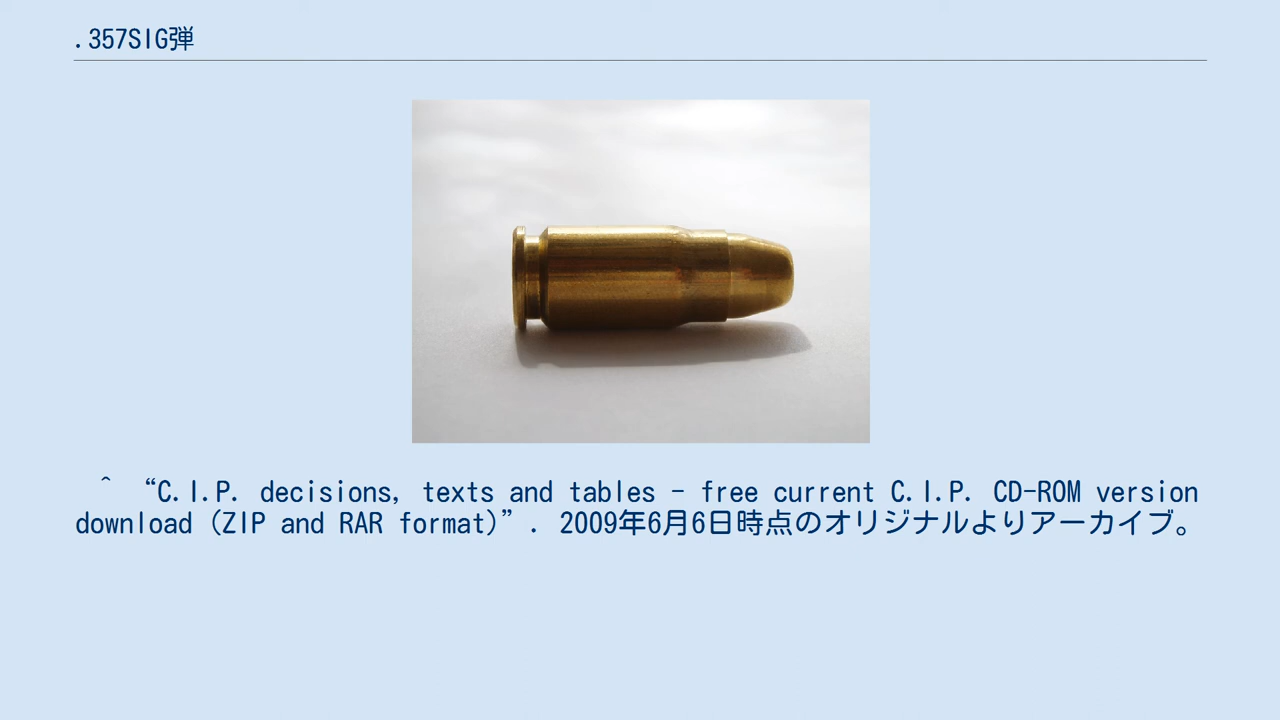 .357SIG弾
^ “C.I.P. decisions, texts and tables – free current C.I.P. CD-ROM version
download (ZIP and RAR format)”. 2009年6月6日時点のオリジナルよりアーカイブ。